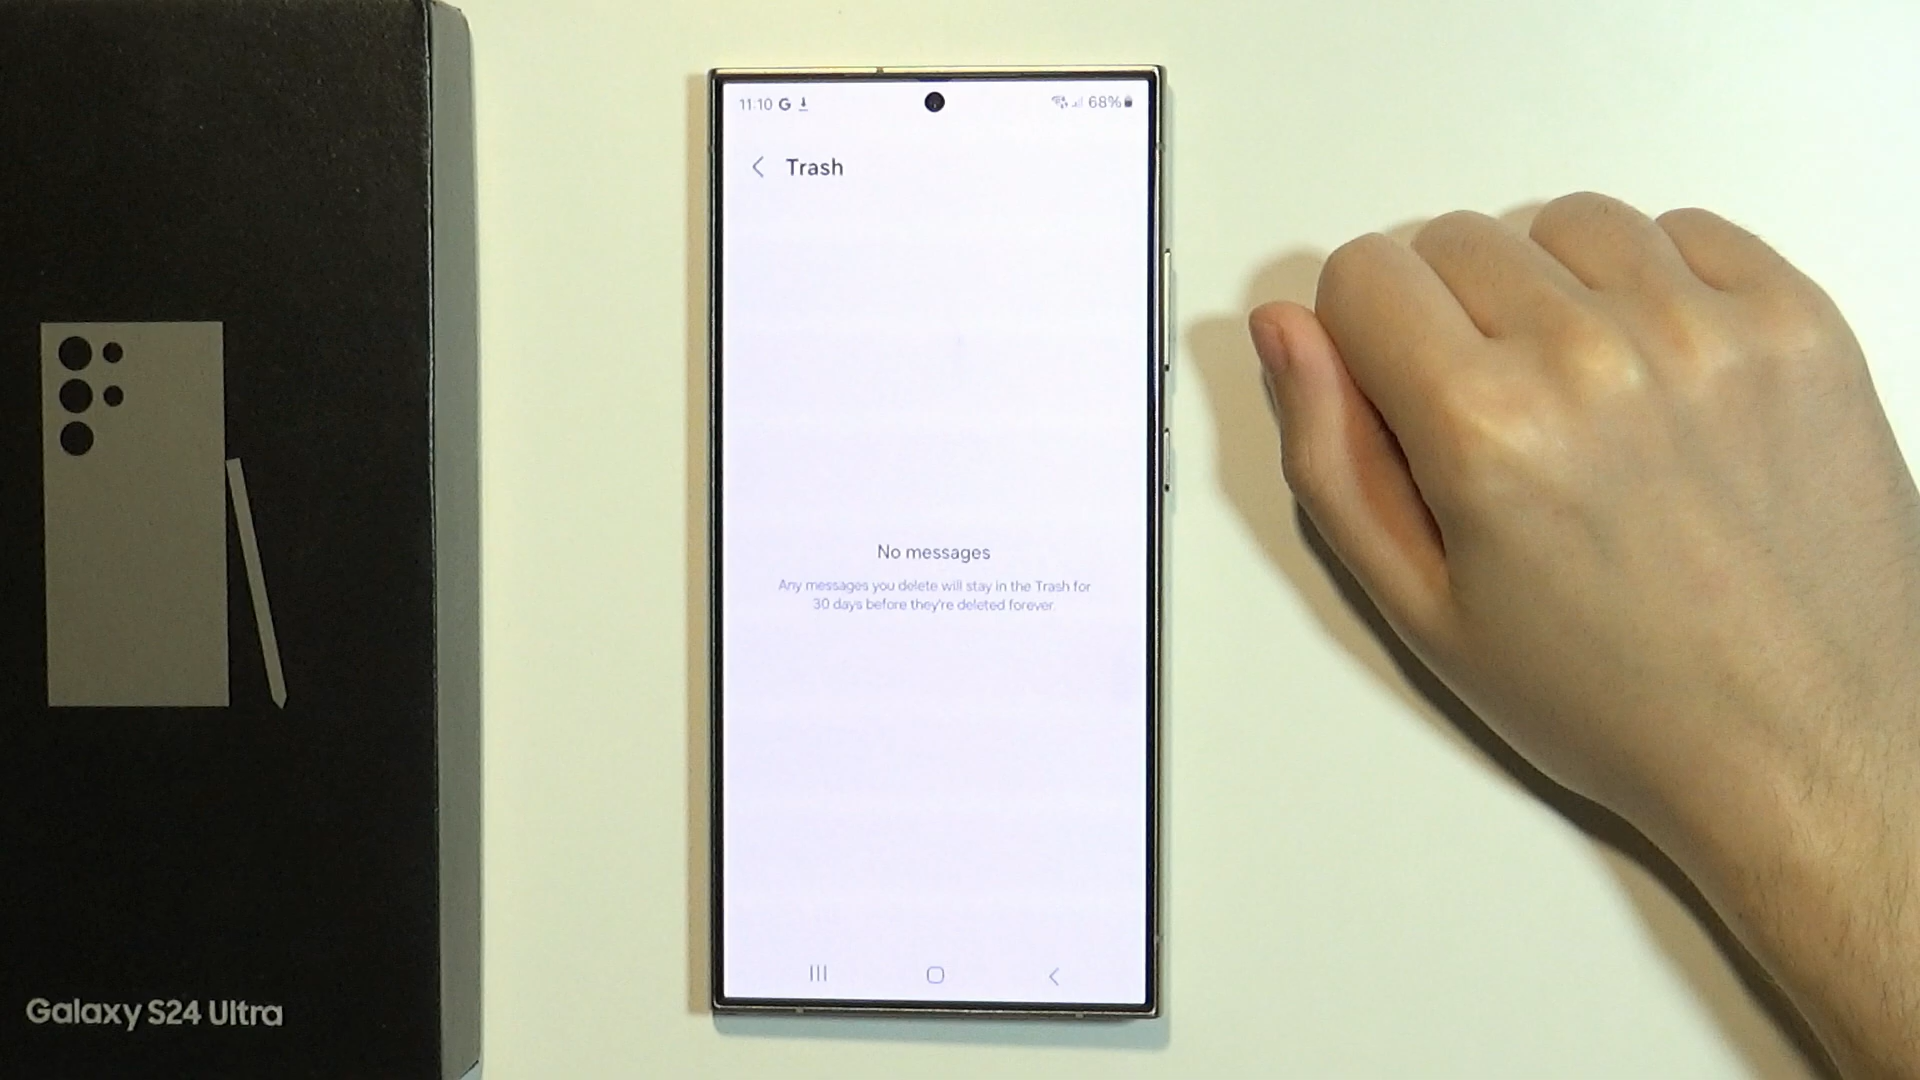 11:10 G
68%
Trash
No messages
Any messages you delete will stay in the Trash for
30 days before they're deleted forever.
Galaxy S24 Ultra